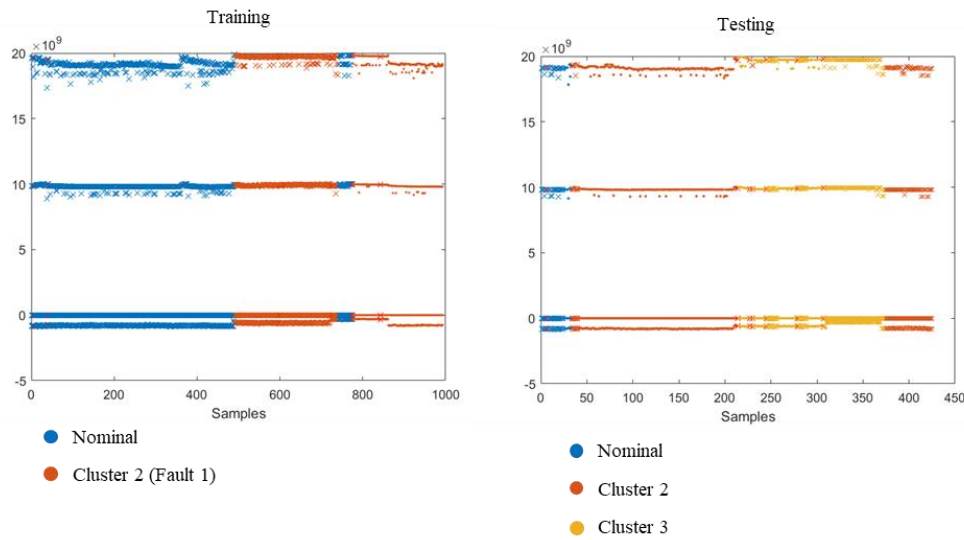 Training
×10⁹
20
15
10
5
0
-5
0 200 400 600 800 1000
Samples
Nominal
Cluster 2 (Fault 1)
Testing
×10⁹
20
15
10
5
0
-5
0 50 100 150 200 250 300 350 400 450
Samples
Nominal
Cluster 2
Cluster 3